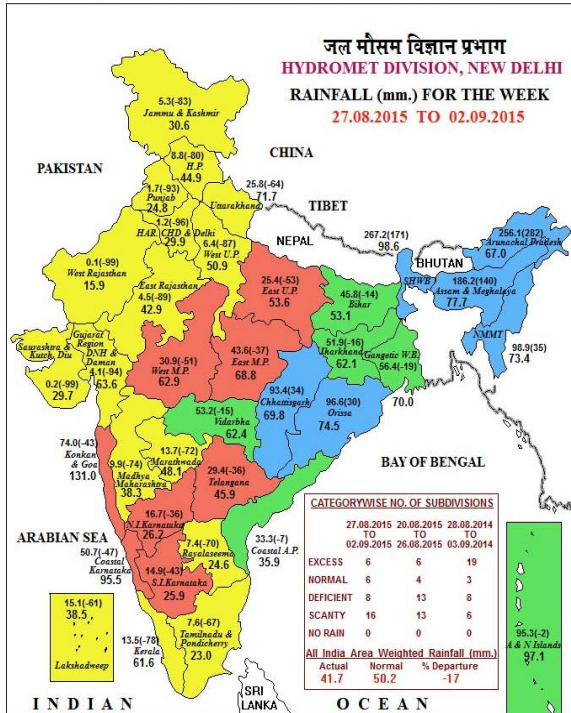 जल मौसम विज्ञान प्रभाग
HYDROMET DIVISION, NEW DELHI
RAINFALL (mm.) FOR THE WEEK
27.08.2015 TO 02.09.2015
5.3(-83)
Jammu & Kashmir
30.6
CHINA
PAKISTAN
8.8(-80)
H.P.
44.9
1.7(-93)
Punjab
24.8
25.8(-64)
71.7
Uttarakhand
TIBET
1.2(-96)
HAR. CHD & Delhi
29.9
6.4(-87)
West U.P.
50.9
NEPAL
267.2(171)
98.6
SHWB
BHUTAN
256.1(282)
Arunachal Pradesh
67.0
186.2(140)
Assam & Meghalaya
77.7
NMMT
98.9(35)
73.4
0.1(-99)
West Rajasthan
15.9
East Rajasthan
4.5(-89)
42.9
25.4(-53)
East U.P.
53.6
45.8(-14)
Bihar
53.1
Saurashtra &
Kutch, Diu
0.2(-99)
29.7
Gujarat
Region
DNH &
Daman
4.1(-94)
63.6
30.9(-51)
West M.P.
62.9
43.6(-37)
East M.P.
68.8
51.9(-16)
Jharkhand
62.1
Gangetic W.B.
56.4(-19)
70.0
93.4(34)
Chhattisgarh
69.8
96.6(30)
Orissa
74.5
53.2(-15)
Vidarbha
62.4
74.0(-43)
Konkan
& Goa
131.0
9.9(-74)
Madhya
Maharashtra
38.3
13.7(-72)
Marathwada
48.1
29.4(-36)
Telangana
45.9
BAY OF BENGAL
ARABIAN SEA
16.7(-36)
N.I.Karnataka
26.2
50.7(-47)
Coastal
Karnataka
95.5
7.4(-70)
Rayalaseema
24.6
33.3(-7)
Coastal A.P.
35.9
14.9(-43)
S.I.Karnataka
25.9
15.1(-61)
38.5
Lakshadweep
13.5(-78)
Kerala
61.6
7.6(-67)
Tamilnadu &
Pondicherry
23.0
95.3(-2)
A & N Islands
97.1
CATEGORYWISE NO. OF SUBDIVISIONS
27.08.2015 20.08.2015 28.08.2014
TO TO TO
02.09.2015 26.08.2015 03.09.2014
EXCESS 6 6 19
NORMAL 6 4 3
DEFICIENT 8 13 8
SCANTY 16 13 6
NO RAIN 0 0 0
All India Area Weighted Rainfall (mm.)
Actual Normal % Departure
41.7 50.2 -17
SRI
LANKA
INDIAN OCEAN